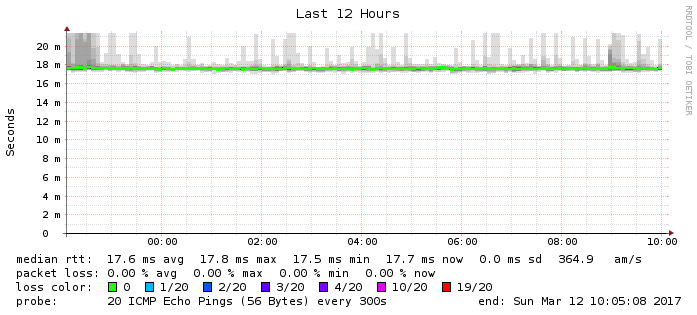 Last 12 Hours
RRDTOOL / TOBI OETIKER
Seconds
20 m
18 m
16 m
14 m
12 m
10 m
8 m
6 m
4 m
2 m
0
00:00 02:00 04:00 06:00 08:00 10:00
median rtt: 17.6 ms avg 17.8 ms max 17.5 ms min 17.7 ms now 0.0 ms sd 364.9 am/s
packet loss: 0.00 % avg 0.00 % max 0.00 % min 0.00 % now
loss color: 0 1/20 2/20 3/20 4/20 10/20 19/20
probe: 20 ICMP Echo Pings (56 Bytes) every 300s end: Sun Mar 12 10:05:08 2017